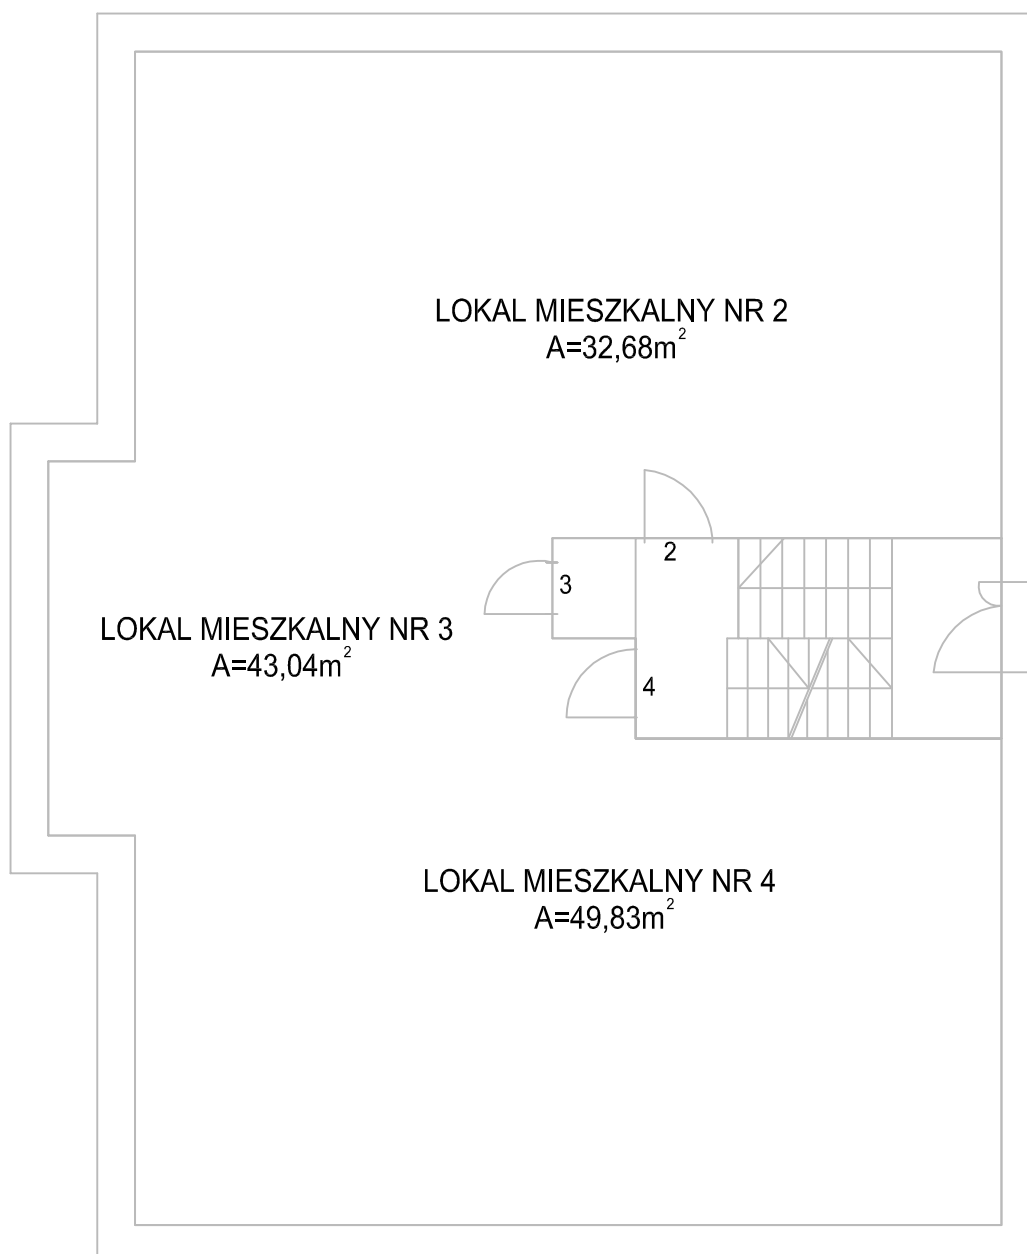 LOKAL MIESZKALNY NR 2
A=32,68m²
2
3
LOKAL MIESZKALNY NR 3
A=43,04m²
4
LOKAL MIESZKALNY NR 4
A=49,83m²